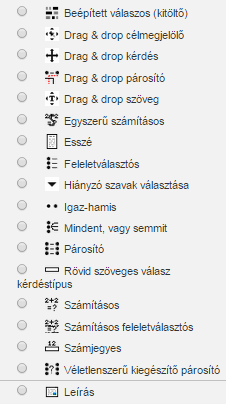 Beépített válaszos (kitöltő)
Drag & drop célmegjelölő
Drag & drop kérdés
Drag & drop párosító
Drag & drop szöveg
Egyszerű számításos
Esszé
Feleletválasztós
Hiányzó szavak választása
Igaz-hamis
Mindent, vagy semmit
Párosító
Rövid szöveges válasz
kérdéstípus
Számításos
Számításos feleletválasztós
Számjegyes
Véletlenszerű kiegészítő párosító
Leírás